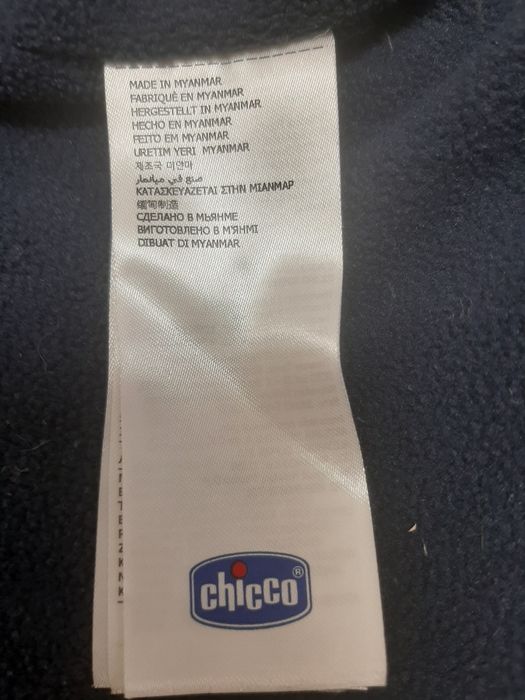 MADE IN MYANMAR
FABRIQUÉ EN MYANMAR
HERGESTELLT IN MYANMAR
HECHO EN MYANMAR
FEITO EM MYANMAR
URETIM YERI MYANMAR
제조국 미얀마
صنع في ميانمار
ΚΑΤΑΣΚΕΥΑΖΕΤΑΙ ΣΤΗΝ ΜΙΑΝΜΑΡ
缅甸制造
СДЕЛАНО В МЬЯНМЕ
ВИГОТОВЛЕНО В М'ЯНМІ
DIBUAT DI MYANMAR
chicco®